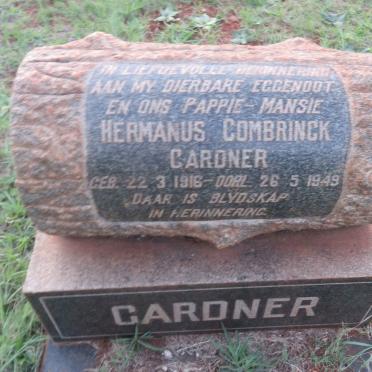 IN LIEFDEVOLLE HERINNERING
AAN MY DIERBARE EGGENOOT
EN ONS PAPPIE-MANSIE
HERMANUS COMBRINCK
GARDNER
GEB. 22 3 1916 - OORL. 26 5 1949
DAAR IS BLYDSKAP
IN HERINNERING.
GARDNER